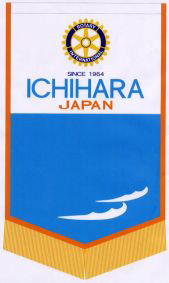 ROTARY
INTERNATIONAL
SINCE 1964
ICHIHARA
JAPAN